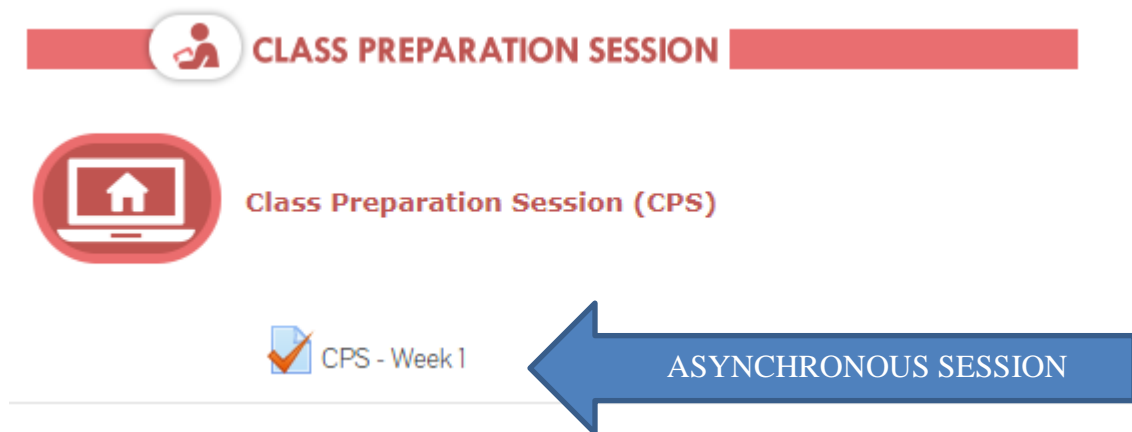 CLASS PREPARATION SESSION
Class Preparation Session (CPS)
CPS - Week 1
ASYNCHRONOUS SESSION